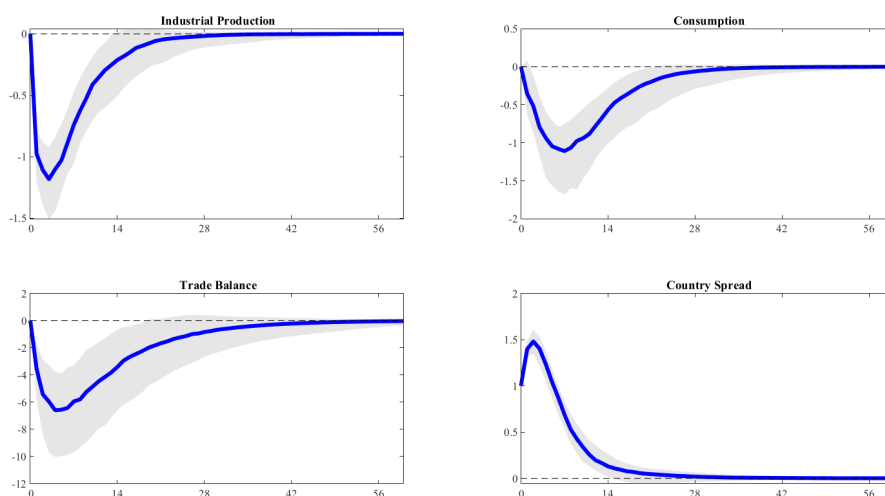 Industrial Production
0
-0.5
-1
-1.5
0 14 28 42 56
Consumption
0.5
0
-0.5
-1
-1.5
-2
0 14 28 42 56
Trade Balance
2
0
-2
-4
-6
-8
-10
-12
0 14 28 42 56
Country Spread
2
1.5
1
0.5
0
0 14 28 42 56